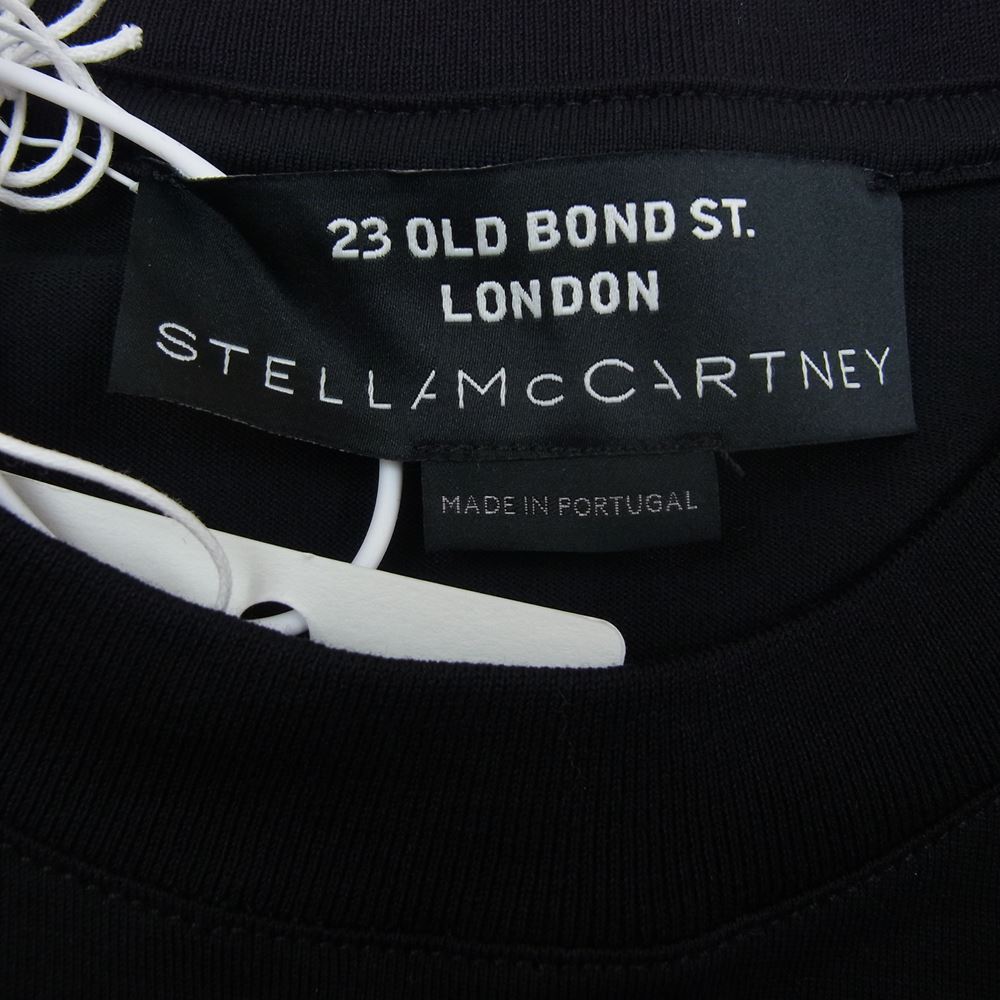 23 OLD BOND ST.
LONDON
STELLAMcCARTNEY
MADE IN PORTUGAL